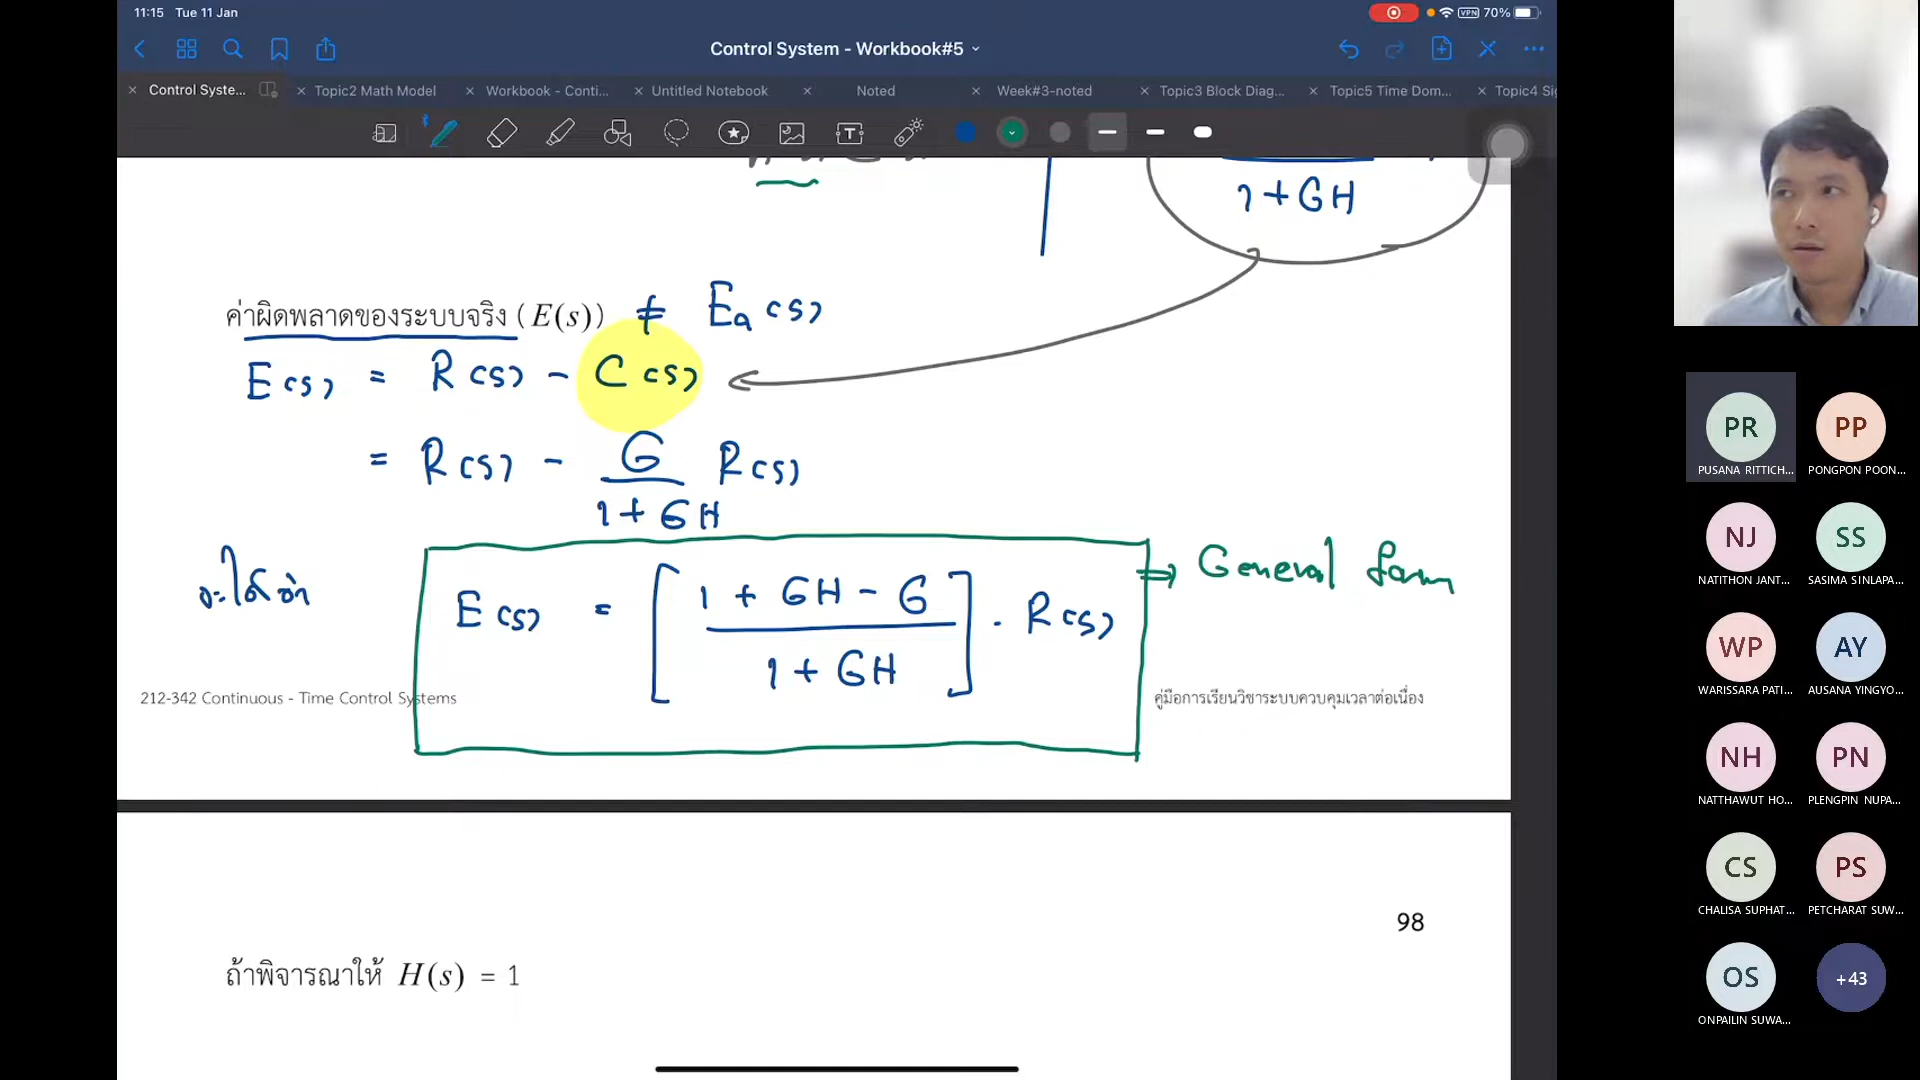 11:15 Tue 11 Jan
VPN 70%
Control System - Workbook#5
Control Syste...
Topic2 Math Model
Workbook - Conti...
Untitled Notebook
Noted
Week#3-noted
Topic3 Block Diag...
Topic5 Time Dom...
Topic4 Si
1 + GH
ค่าผิดพลาดของระบบจริง ( E(s) ) ≠ Ea(s)
E(s) = R(s) - C(s)
= R(s) - G / 1 + GH R(s)
จะได้ว่า E(s) = [ 1 + GH - G / 1 + GH ] . R(s) ⇒ General form
212-342 Continuous - Time Control Systems
คู่มือการเรียนวิชาระบบควบคุมเวลาต่อเนื่อง
98
ถ้าพิจารณาให้ H(s) = 1
PR
PP
PUSANA RITTICH...
PONGPON POON...
NJ
SS
NATITHON JANT...
SASIMA SINLAPA...
WP
AY
WARISSARA PATI...
AUSANA YINGYO...
NH
PN
NATTHAWUT HO...
PLENGPIN NUPA...
CS
PS
CHALISA SUPHAT...
PETCHARAT SUW...
OS
+43
ONPAILIN SUWA...